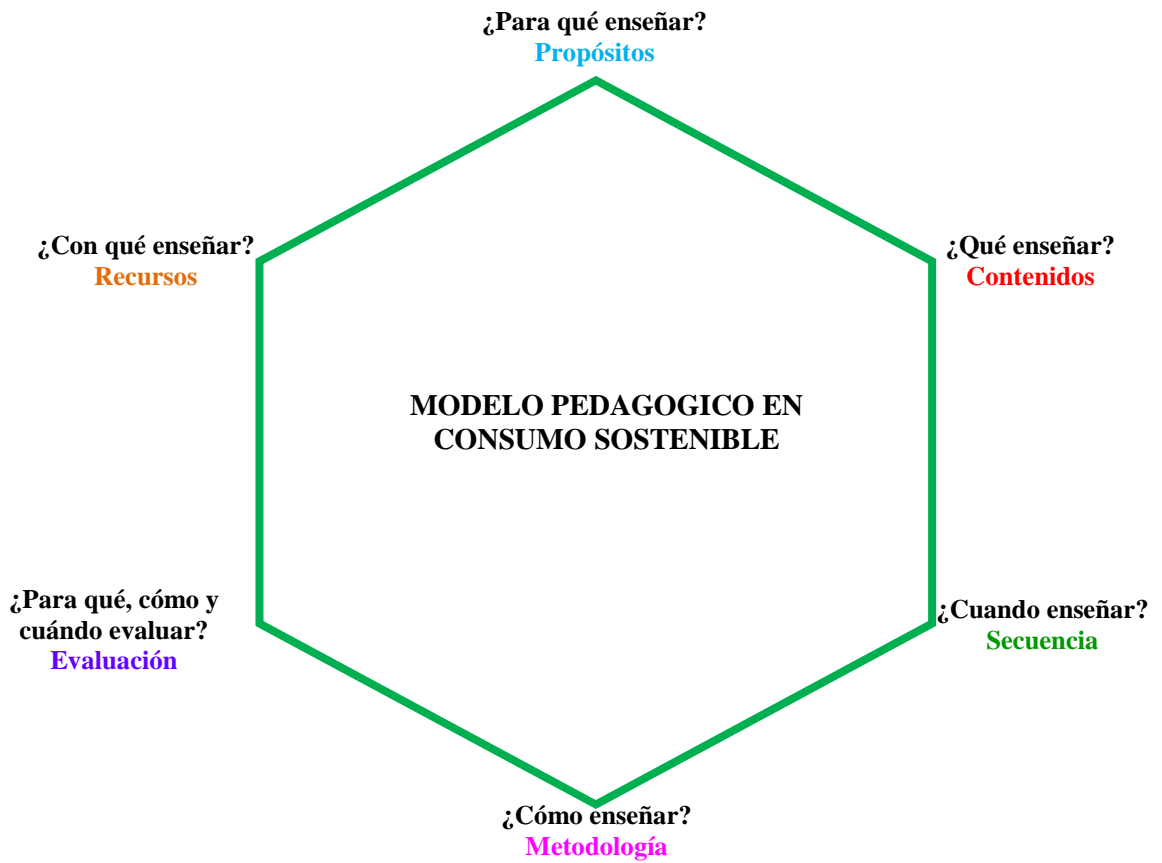 ¿Para qué enseñar?
Propósitos
¿Con qué enseñar?
Recursos
¿Qué enseñar?
Contenidos
MODELO PEDAGOGICO EN
CONSUMO SOSTENIBLE
¿Para qué, cómo y
cuándo evaluar?
Evaluación
¿Cuando enseñar?
Secuencia
¿Cómo enseñar?
Metodología